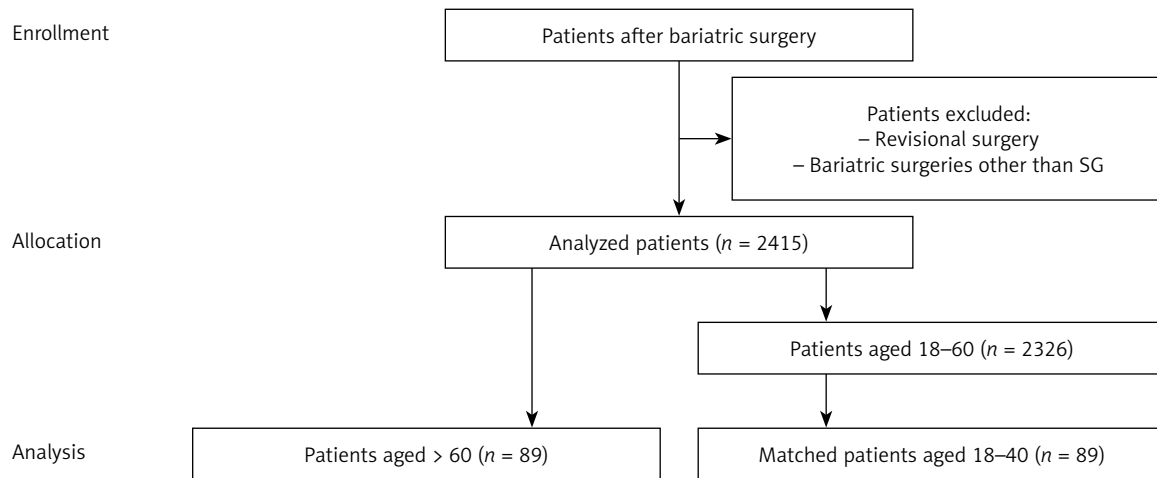 Enrollment
Patients after bariatric surgery
Patients excluded:
– Revisional surgery
– Bariatric surgeries other than SG
Allocation
Analyzed patients (n = 2415)
Patients aged 18–60 (n = 2326)
Analysis
Patients aged > 60 (n = 89)
Matched patients aged 18–40 (n = 89)